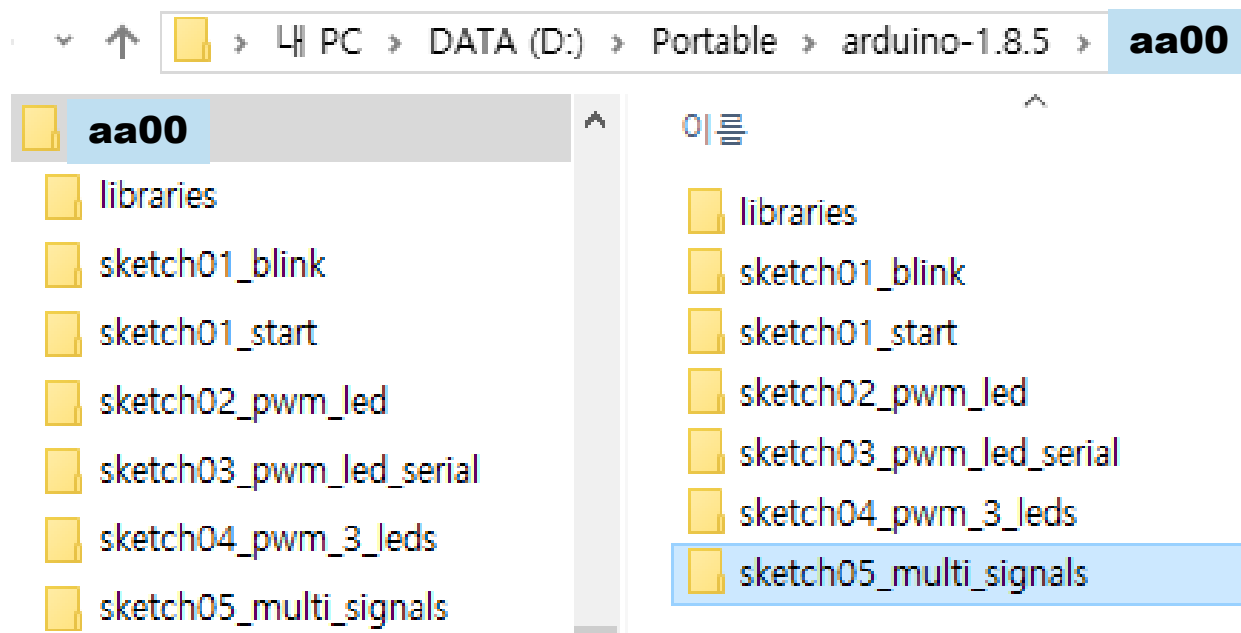 내 PC > DATA (D:) > Portable > arduino-1.8.5 > aa00
aa00
libraries
sketch01_blink
sketch01_start
sketch02_pwm_led
sketch03_pwm_led_serial
sketch04_pwm_3_leds
sketch05_multi_signals
이름
libraries
sketch01_blink
sketch01_start
sketch02_pwm_led
sketch03_pwm_led_serial
sketch04_pwm_3_leds
sketch05_multi_signals